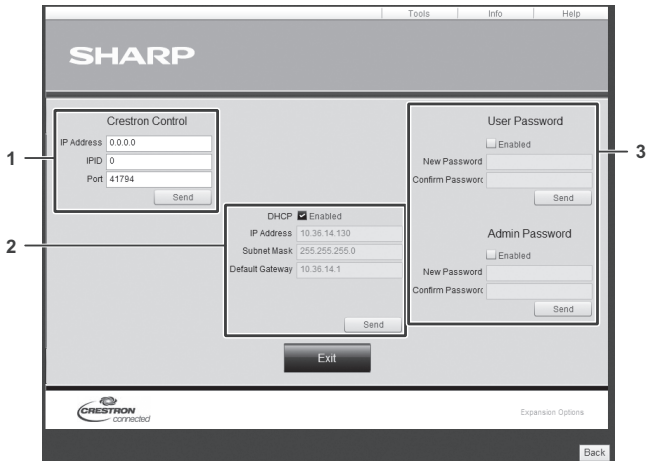 Tools Info Help
SHARP
1
Crestron Control
IP Address 0.0.0.0
IPID 0
Port 41794
Send
2
DHCP Enabled
IP Address 10.36.14.130
Subnet Mask 255.255.255.0
Default Gateway 10.36.14.1
Send
3
User Password
Enabled
New Password
Confirm Passworc
Send
Admin Password
Enabled
New Password
Confirm Passworc
Send
Exit
CRESTRON
connected
Expansion Options
Back